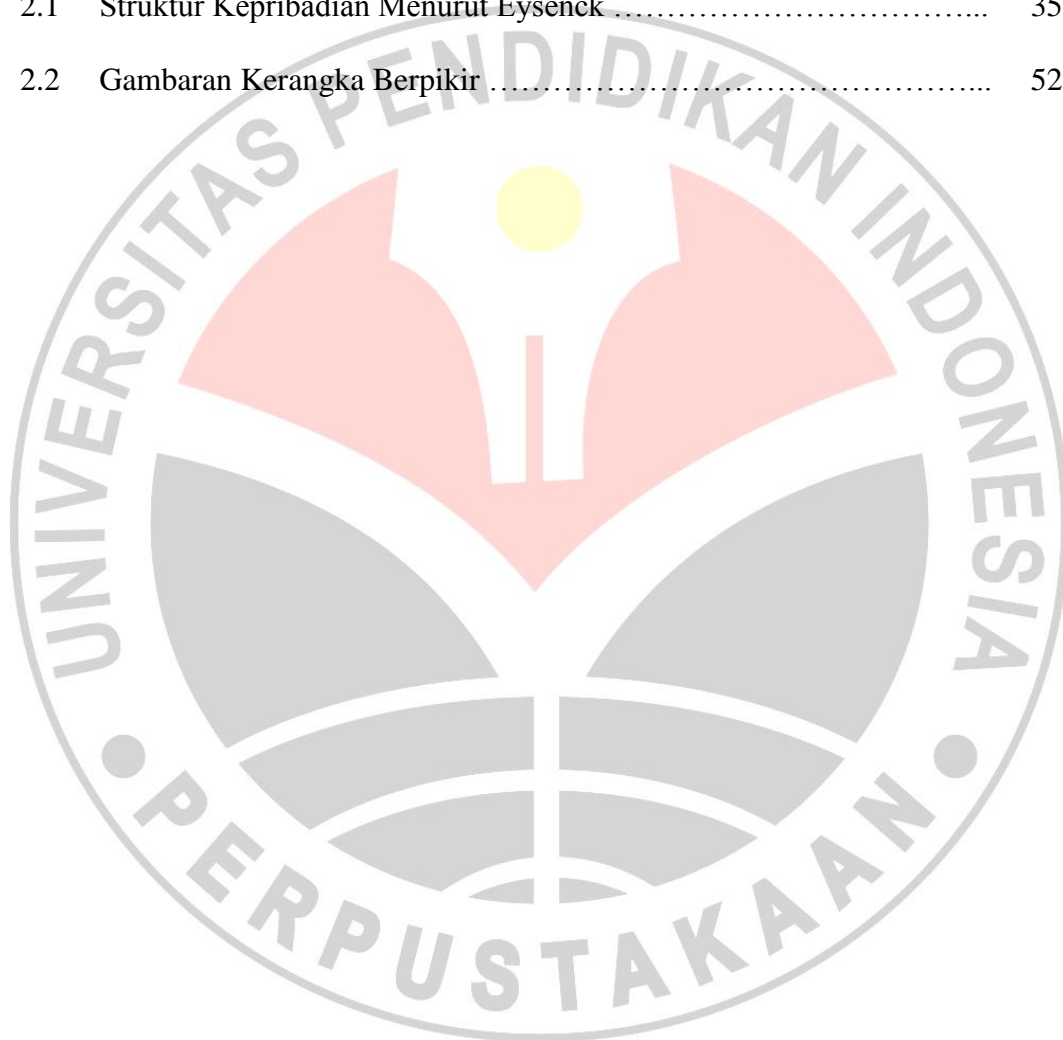 2.1 Struktur Kepribadian Menurut Eysenck ………………………………... 35
2.2 Gambaran Kerangka Berpikir …………………………………………... 52
UNIVERSITAS PENDIDIKAN INDONESIA
PERPUSTAKAAN